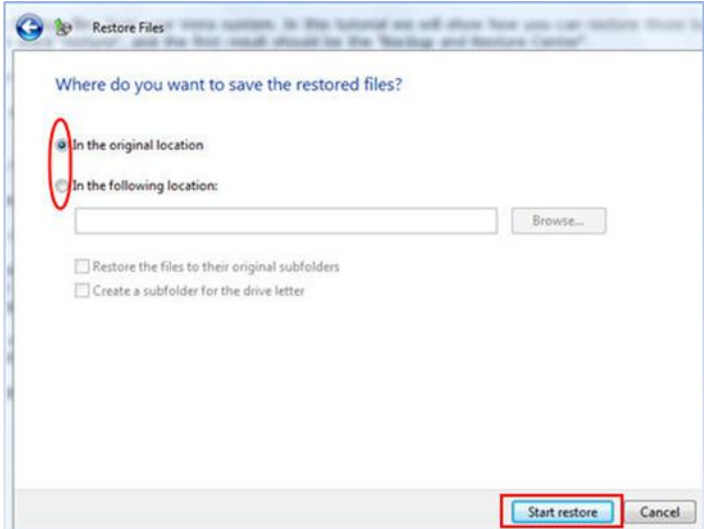 Restore Files
Where do you want to save the restored files?
In the original location
In the following location:
Browse...
Restore the files to their original subfolders
Create a subfolder for the drive letter
Start restore
Cancel